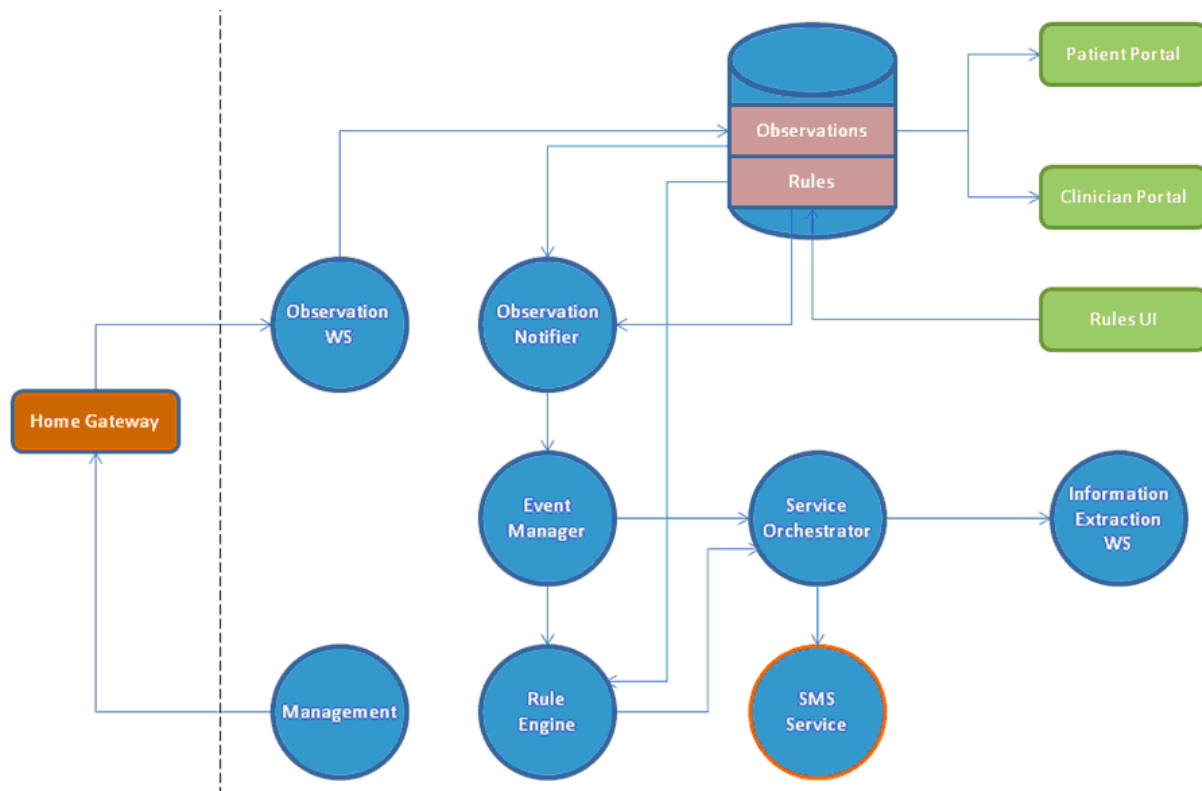 Patient Portal
Observations
Rules
Clinician Portal
Observation
WS
Observation
Notifier
Rules UI
Home Gateway
Event
Manager
Service
Orchestrator
Information
Extraction
WS
Management
Rule
Engine
SMS
Service